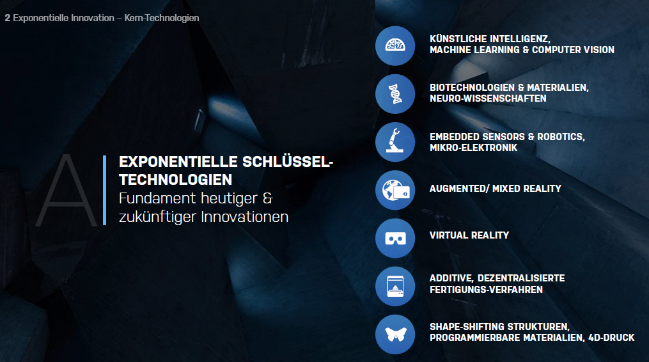 2 Exponentielle Innovation – Kern-Technologien
A
EXPONENTIELLE SCHLÜSSEL-
TECHNOLOGIEN
Fundament heutiger &
zukünftiger Innovationen
KÜNSTLICHE INTELLIGENZ,
MACHINE LEARNING & COMPUTER VISION
BIOTECHNOLOGIEN & MATERIALIEN,
NEURO-WISSENSCHAFTEN
EMBEDDED SENSORS & ROBOTICS,
MIKRO-ELEKTRONIK
AUGMENTED/ MIXED REALITY
VIRTUAL REALITY
ADDITIVE, DEZENTRALISIERTE
FERTIGUNGS-VERFAHREN
SHAPE-SHIFTING STRUKTUREN,
PROGRAMMIERBARE MATERIALIEN, 4D-DRUCK